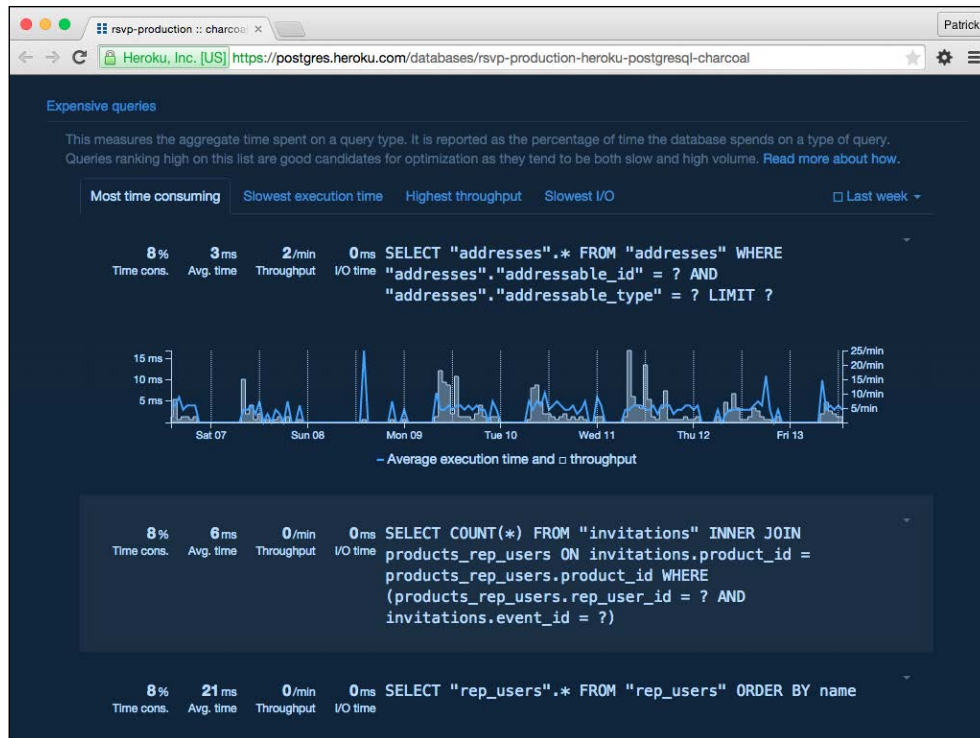 rsvp-production :: charcoa
Patrick
Heroku, Inc. [US] https://postgres.heroku.com/databases/rsvp-production-heroku-postgresql-charcoal
Expensive queries
This measures the aggregate time spent on a query type. It is reported as the percentage of time the database spends on a type of query.
Queries ranking high on this list are good candidates for optimization as they tend to be both slow and high volume. Read more about how.
Most time consuming Slowest execution time Highest throughput Slowest I/O Last week
8% 3ms 2/min 0ms SELECT "addresses".* FROM "addresses" WHERE
Time cons. Avg. time Throughput I/O time "addresses"."addressable_id" = ? AND
"addresses"."addressable_type" = ? LIMIT ?
15 ms 25/min
20/min
10 ms 15/min
10/min
5 ms 5/min
Sat 07 Sun 08 Mon 09 Tue 10 Wed 11 Thu 12 Fri 13
Average execution time and throughput
8% 6ms 0/min 0ms SELECT COUNT(*) FROM "invitations" INNER JOIN
Time cons. Avg. time Throughput I/O time products_rep_users ON invitations.product_id =
products_rep_users.product_id WHERE
(products_rep_users.rep_user_id = ? AND
invitations.event_id = ?)
8% 21ms 0/min 0ms SELECT "rep_users".* FROM "rep_users" ORDER BY name
Time cons. Avg. time Throughput I/O time